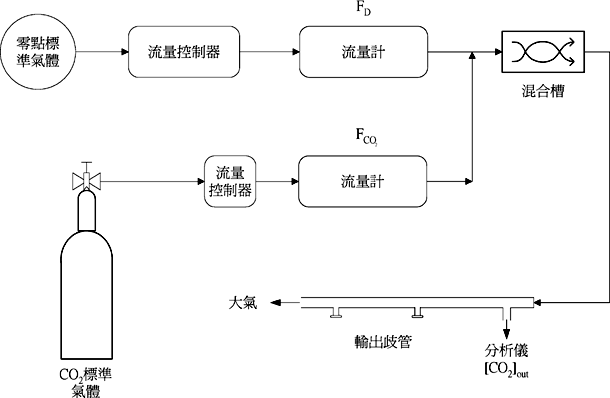 F_D
零點標
準氣體
流量控制器
流量計
混合槽
F_CO₂
流量
控制器
流量計
CO₂標準
氣體
大氣
輸出歧管
分析儀
[CO₂]out